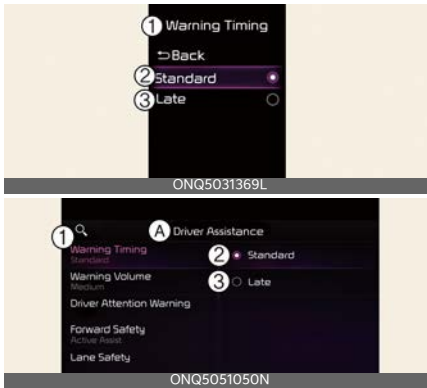 1 Warning Timing
Back
2 Standard
3 Late
ONQ5031369L
A Driver Assistance
1 Warning Timing
Standard
2 Standard
Warning Volume
Medium
3 Late
Driver Attention Warning
Forward Safety
Active Assist
Lane Safety
ONQ5051050N